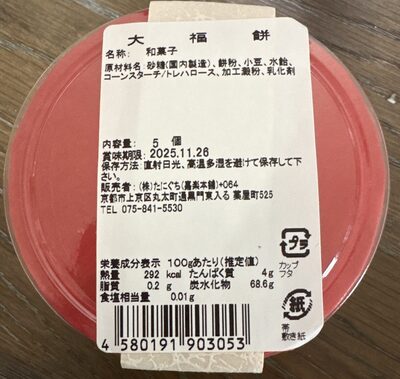 大福餅
名称: 和菓子
原材料名:砂糖(国内製造)、餅粉、小豆、水飴、
コーンスターチ/トレハロース、加工澱粉、乳化剤
内容量: 5 個
賞味期限: 2025.11.26
保存方法:直射日光、高温多湿を避けて保存して下
さい。
販売者 : (株)たにぐち(嘉楽本舗)+064
京都市上京区丸太町通黒門東入る 藁屋町525
TEL 075-841-5530
栄養成分表示 100gあたり(推定値)
熱量 292 kcal たんぱく質 4g
脂質 0.2 g 炭水化物 68.6g
食塩相当量 0.01g
プラ
カップ
フタ
紙
帯
敷き紙
4 580191 903053